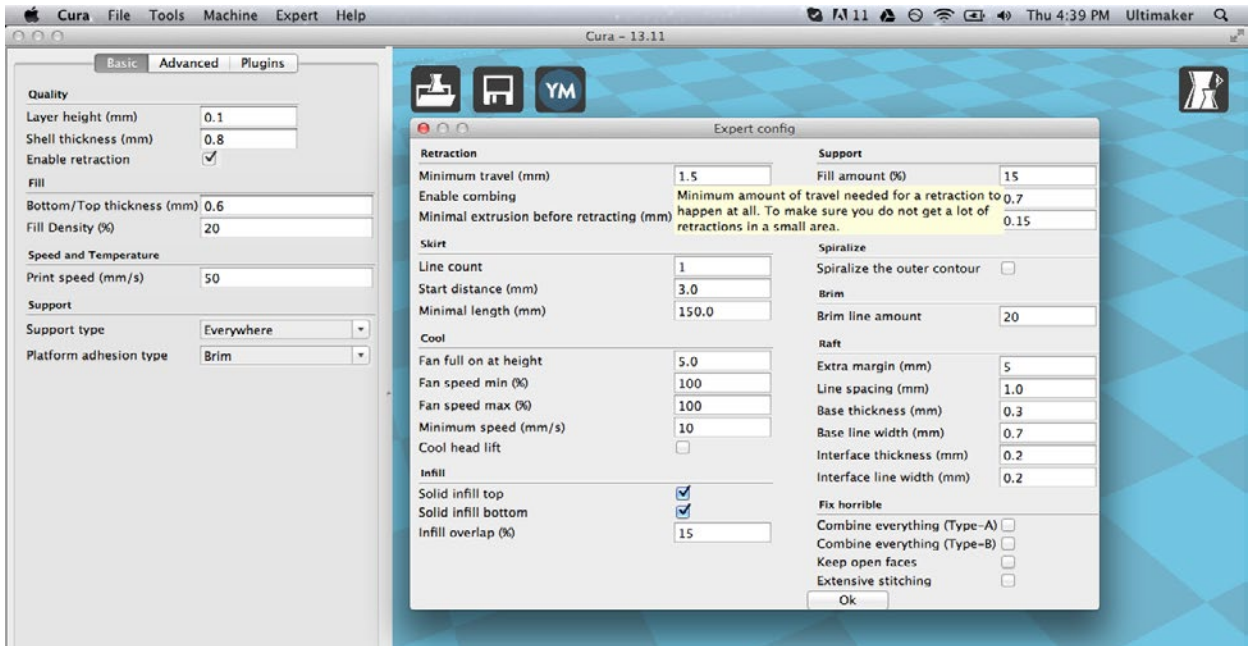 Cura File Tools Machine Expert Help 11 Thu 4:39 PM Ultimaker
Cura – 13.11
Basic Advanced Plugins
Quality
Layer height (mm) 0.1
Shell thickness (mm) 0.8
Enable retraction
Fill
Bottom/Top thickness (mm) 0.6
Fill Density (%) 20
Speed and Temperature
Print speed (mm/s) 50
Support
Support type Everywhere
Platform adhesion type Brim
YM
Expert config
Retraction
Minimum travel (mm) 1.5
Enable combing
Minimal extrusion before retracting (mm)
Minimum amount of travel needed for a retraction to
happen at all. To make sure you do not get a lot of
retractions in a small area.
Skirt
Line count 1
Start distance (mm) 3.0
Minimal length (mm) 150.0
Cool
Fan full on at height 5.0
Fan speed min (%) 100
Fan speed max (%) 100
Minimum speed (mm/s) 10
Cool head lift
Infill
Solid infill top
Solid infill bottom
Infill overlap (%) 15
Support
Fill amount (%) 15
0.7
0.15
Spiralize
Spiralize the outer contour
Brim
Brim line amount 20
Raft
Extra margin (mm) 5
Line spacing (mm) 1.0
Base thickness (mm) 0.3
Base line width (mm) 0.7
Interface thickness (mm) 0.2
Interface line width (mm) 0.2
Fix horrible
Combine everything (Type-A)
Combine everything (Type-B)
Keep open faces
Extensive stitching
Ok